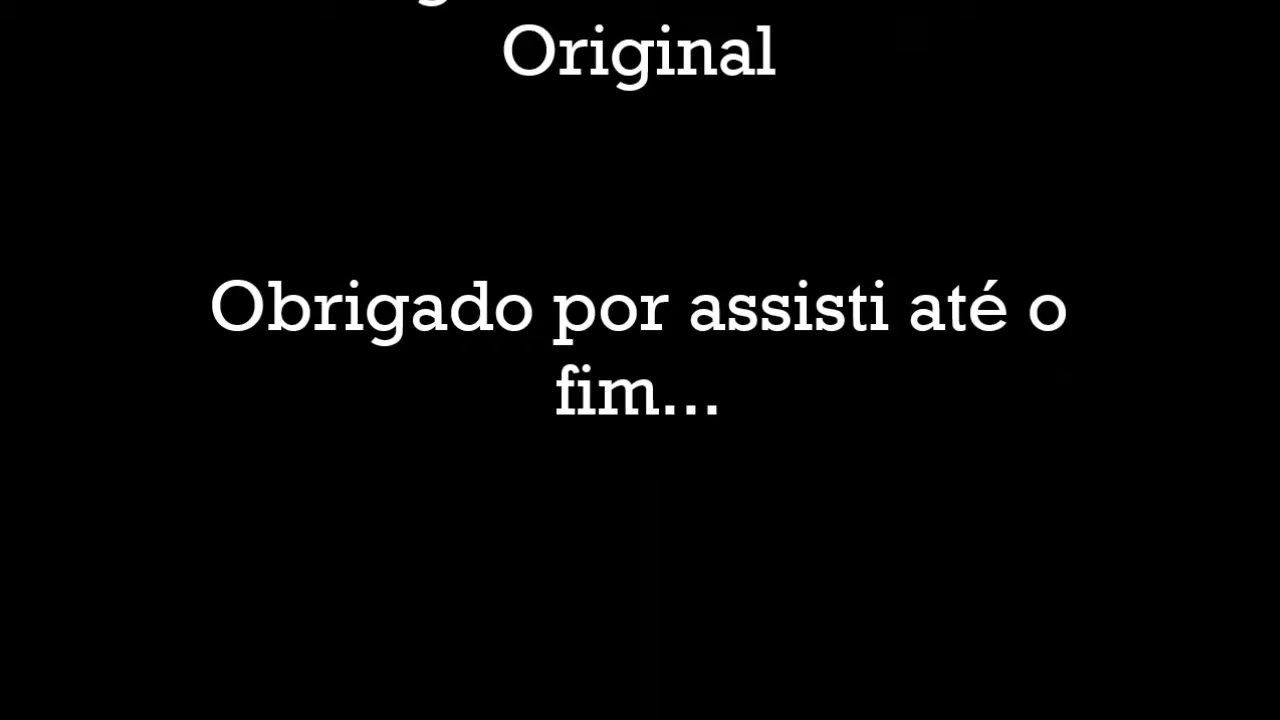 Original
Obrigado por assisti até o
fim...